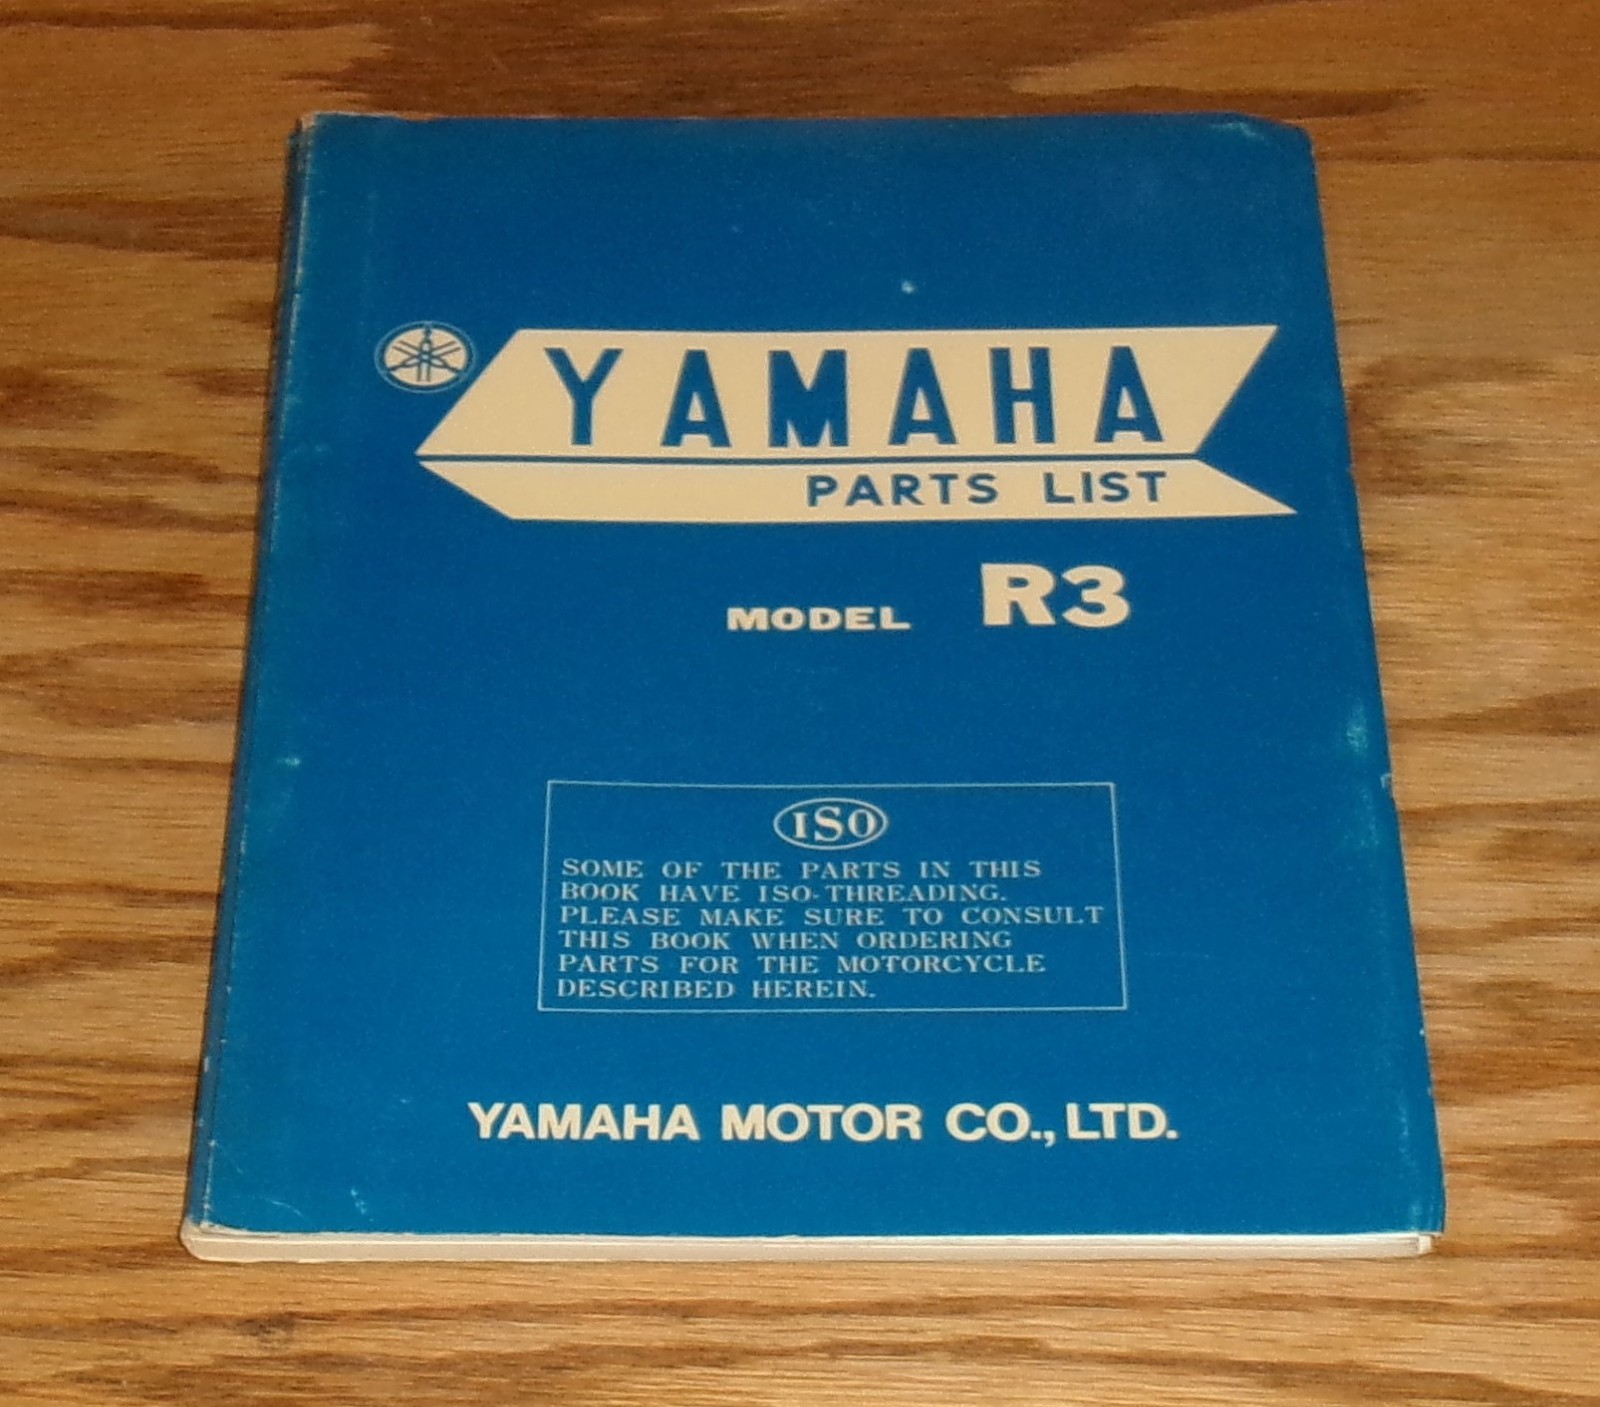 YAMAHA
PARTS LIST
MODEL R3
ISO
SOME OF THE PARTS IN THIS
BOOK HAVE ISO-THREADING.
PLEASE MAKE SURE TO CONSULT
THIS BOOK WHEN ORDERING
PARTS FOR THE MOTORCYCLE
DESCRIBED HEREIN.
YAMAHA MOTOR CO., LTD.